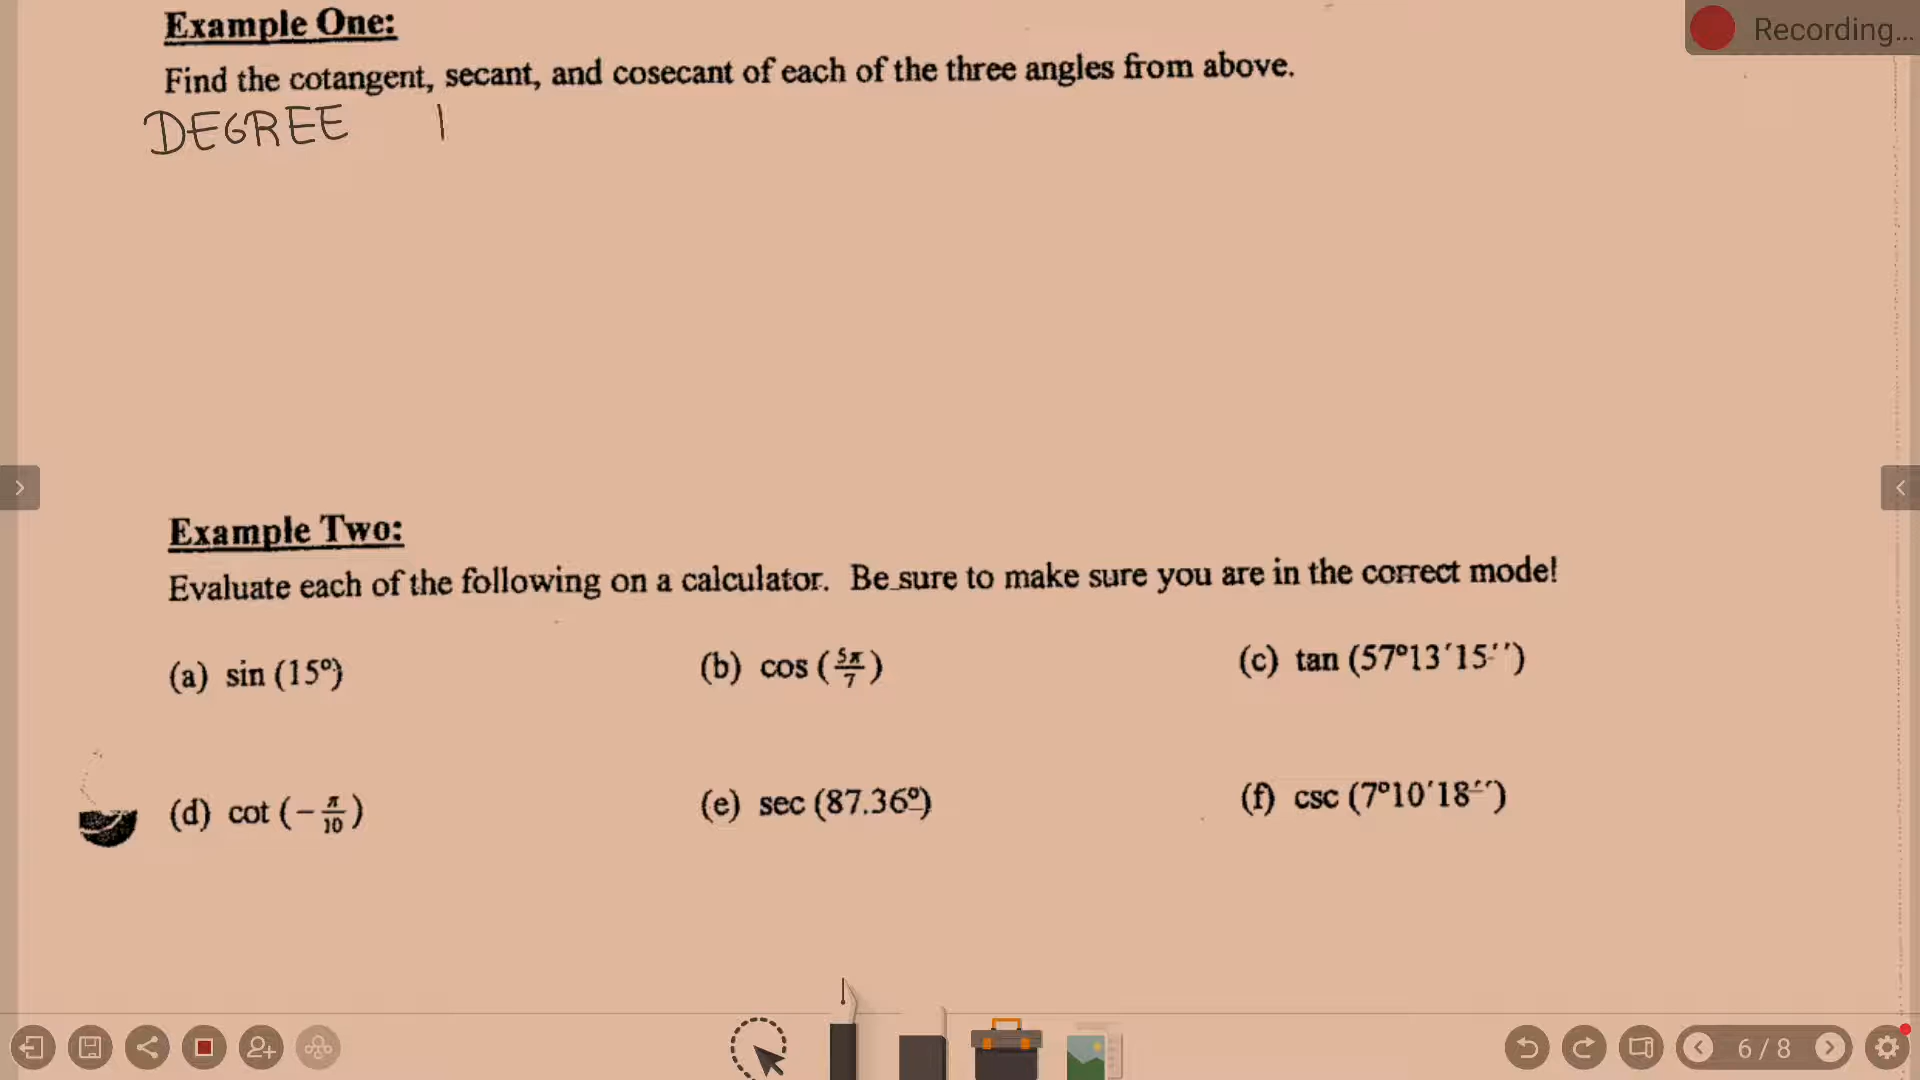 Recording...
Example One:
Find the cotangent, secant, and cosecant of each of the three angles from above.
DEGREE
Example Two:
Evaluate each of the following on a calculator. Be sure to make sure you are in the correct mode!
(a) sin (15°) (b) cos (5π/7) (c) tan (57°13′15′′)
(d) cot (−π/10) (e) sec (87.36°) (f) csc (7°10′18′′)
6 / 8